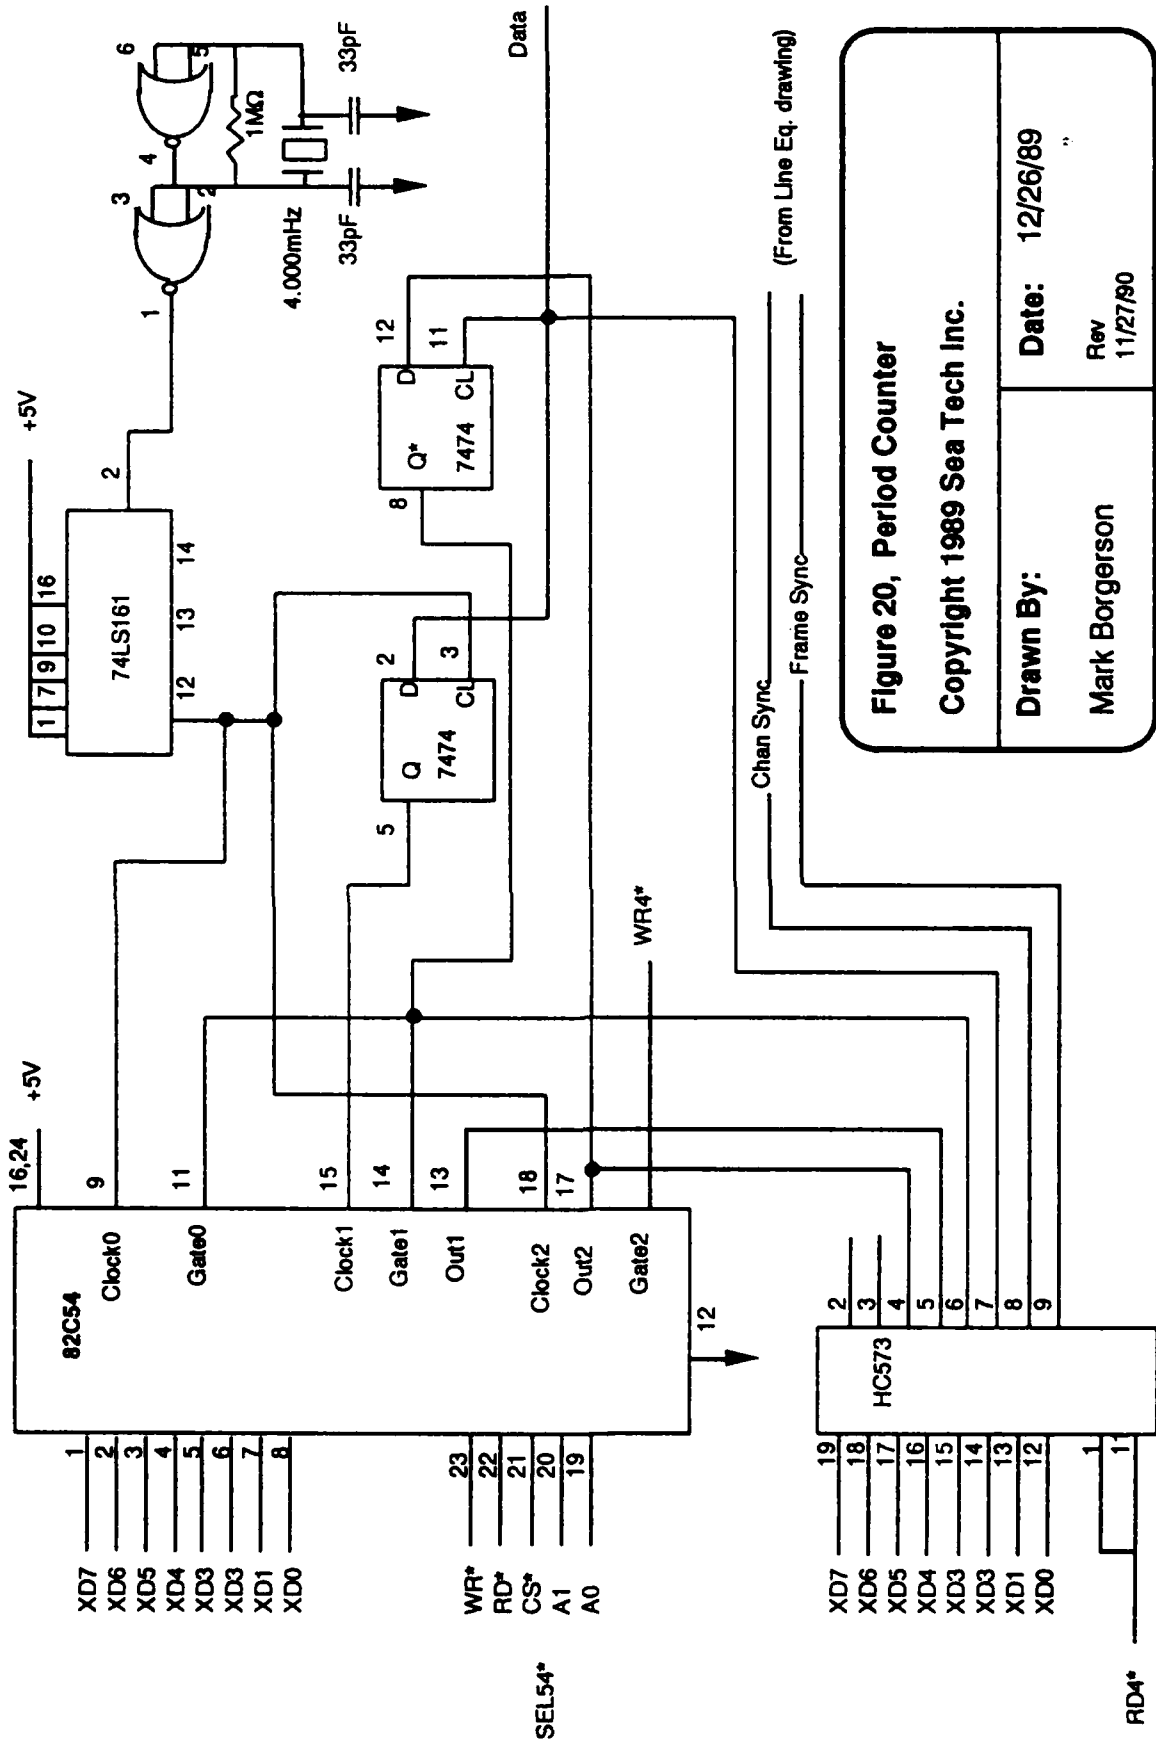 16,24
+5V
82C54
XD7
XD6
XD5
XD4
XD3
XD3
XD1
XD0
1
2
3
4
5
6
7
8
WR*
RD*
CS*
A1
A0
23
22
21
20
19
SEL54*
Clock0
9
Gate0
11
Clock1
15
Gate1
14
Out1
13
Clock2
18
Out2
17
Gate2
WR4*
12
+5V
1 7 9 10 16
74LS161
2
12 13 14
1
3
2
4
6
5
1MΩ
4.000mHz
33pF
33pF
5
Q
D
2
CL
3
7474
8
Q*
D
12
CL
11
7474
Data
HC573
XD7
XD6
XD5
XD4
XD3
XD3
XD1
XD0
19
18
17
16
15
14
13
12
1
11
RD4*
2
3
4
5
6
7
8
9
Chan Sync
Frame Sync
(From Line Eq. drawing)
Figure 20, Period Counter
Copyright 1989 Sea Tech Inc.
Drawn By:
Mark Borgerson
Date: 12/26/89
Rev
11/27/90